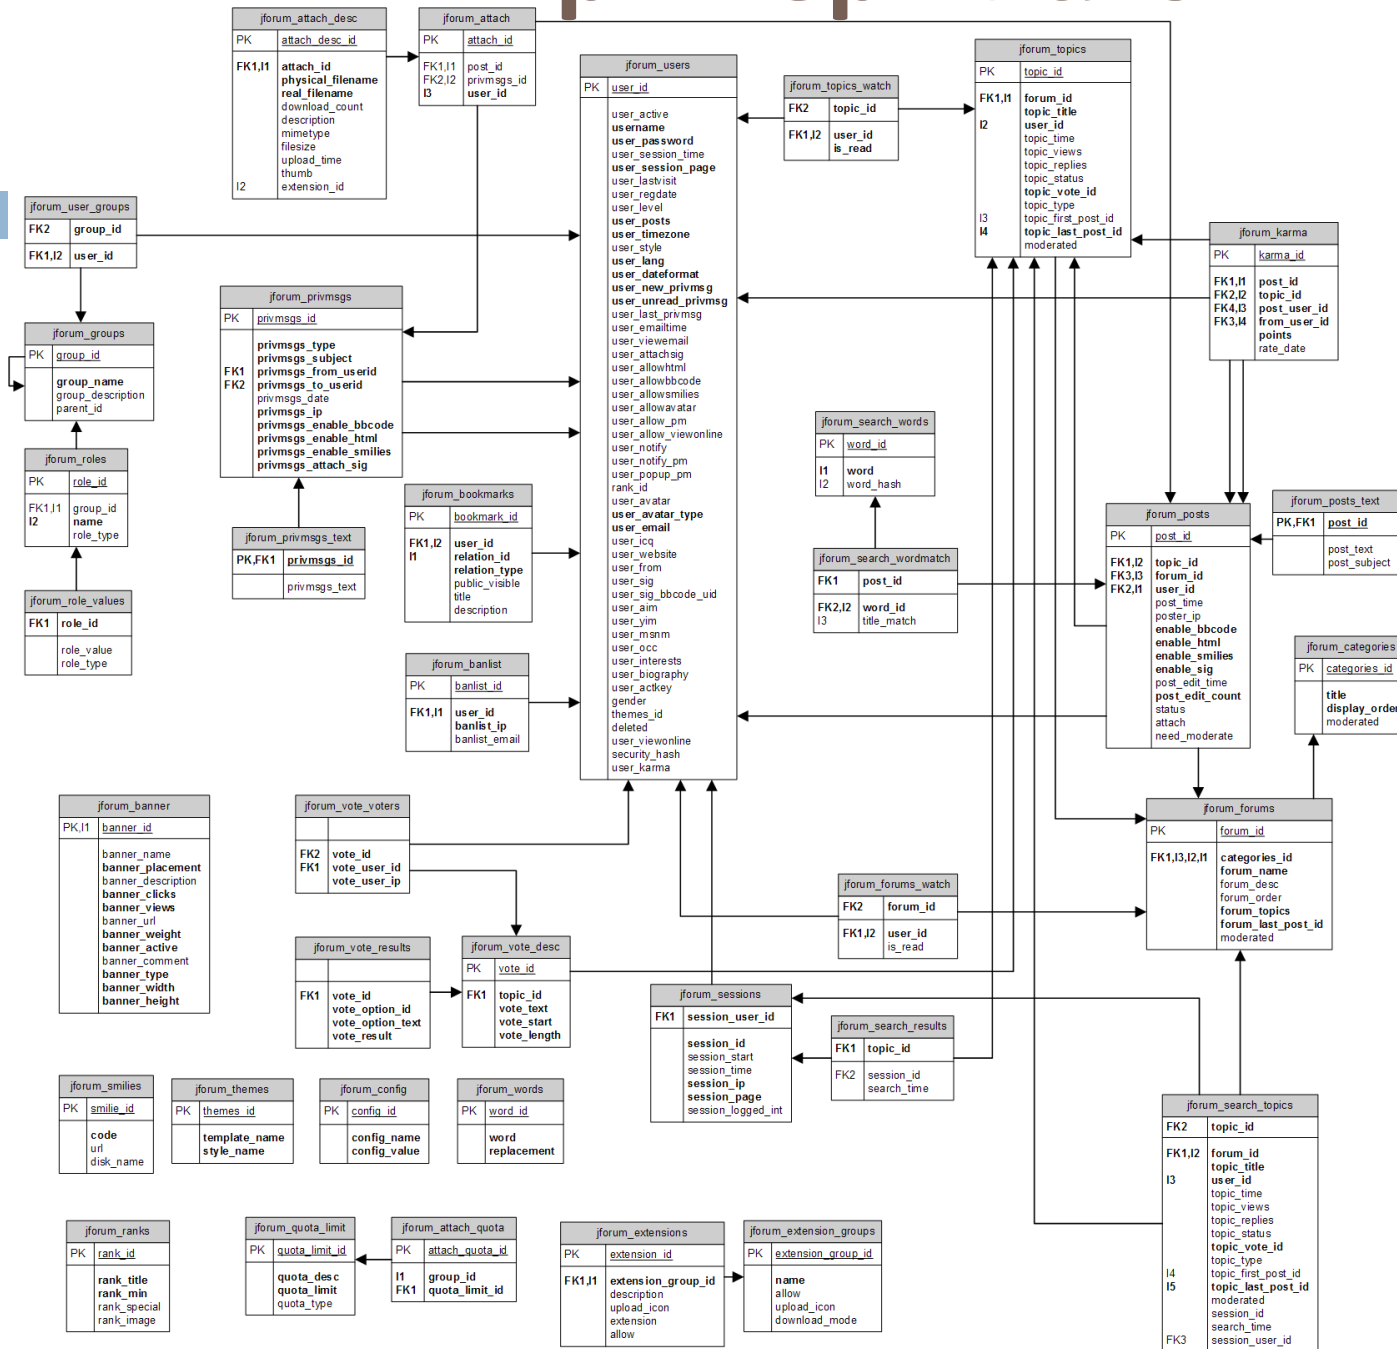 jforum_attach_desc
PK attach_desc_id
FK1,I1 attach_id
physical_filename
real_filename
download_count
description
mimetype
filesize
upload_time
thumb
I2 extension_id
jforum_attach
PK attach_id
FK1,I1 post_id
FK2,I2 privmsgs_id
I3 user_id
jforum_users
PK user_id
user_active
username
user_password
user_session_time
user_session_page
user_lastvisit
user_regdate
user_level
user_posts
user_timezone
user_style
user_lang
user_dateformat
user_new_privmsg
user_unread_privmsg
user_last_privmsg
user_emailtime
user_viewemail
user_attachsig
user_allowhtml
user_allowbbcode
user_allowsmilies
user_allowavatar
user_allow_pm
user_allow_viewonline
user_notify
user_notify_pm
user_popup_pm
rank_id
user_avatar
user_avatar_type
user_email
user_icq
user_website
user_from
user_sig
user_sig_bbcode_uid
user_aim
user_yim
user_msnm
user_occ
user_interests
user_biography
user_actkey
gender
themes_id
deleted
user_viewonline
security_hash
user_karma
jforum_topics_watch
FK2 topic_id
FK1,I2 user_id
is_read
jforum_topics
PK topic_id
FK1,I1 forum_id
topic_title
I2 user_id
topic_time
topic_views
topic_replies
topic_status
topic_vote_id
topic_type
I3 topic_first_post_id
I4 topic_last_post_id
moderated
jforum_user_groups
FK2 group_id
FK1,I2 user_id
jforum_karma
PK karma_id
FK1,I1 post_id
FK2,I2 topic_id
FK4,I3 post_user_id
FK3,I4 from_user_id
points
rate_date
jforum_privmsgs
PK privmsgs_id
privmsgs_type
privmsgs_subject
FK1 privmsgs_from_userid
FK2 privmsgs_to_userid
privmsgs_date
privmsgs_ip
privmsgs_enable_bbcode
privmsgs_enable_html
privmsgs_enable_smilies
privmsgs_attach_sig
jforum_groups
PK group_id
group_name
group_description
parent_id
jforum_roles
PK role_id
FK1,I1 group_id
I2 name
role_type
jforum_search_words
PK word_id
I1 word
I2 word_hash
jforum_bookmarks
PK bookmark_id
FK1,I2 user_id
I1 relation_id
relation_type
public_visible
title
description
jforum_privmsgs_text
PK,FK1 privmsgs_id
privmsgs_text
jforum_search_wordmatch
FK1 post_id
FK2,I2 word_id
I3 title_match
jforum_posts
PK post_id
FK1,I2 topic_id
FK3,I3 forum_id
FK2,I1 user_id
post_time
poster_ip
enable_bbcode
enable_html
enable_smilies
enable_sig
post_edit_time
post_edit_count
status
attach
need_moderate
jforum_posts_text
PK,FK1 post_id
post_text
post_subject
jforum_role_values
FK1 role_id
role_value
role_type
jforum_banlist
PK banlist_id
FK1,I1 user_id
banlist_ip
banlist_email
jforum_categories
PK categories_id
title
display_order
moderated
jforum_banner
PK,I1 banner_id
banner_name
banner_placement
banner_description
banner_clicks
banner_views
banner_url
banner_weight
banner_active
banner_comment
banner_type
banner_width
banner_height
jforum_vote_voters
FK2 vote_id
FK1 vote_user_id
vote_user_ip
jforum_forums
PK forum_id
FK1,I3,I2,I1 categories_id
forum_name
forum_desc
forum_order
forum_topics
forum_last_post_id
moderated
jforum_forums_watch
FK2 forum_id
FK1,I2 user_id
is_read
jforum_vote_results
FK1 vote_id
vote_option_id
vote_option_text
vote_result
jforum_vote_desc
PK vote_id
FK1 topic_id
vote_text
vote_start
vote_length
jforum_sessions
FK1 session_user_id
session_id
session_start
session_time
session_ip
session_page
session_logged_int
jforum_search_results
FK1 topic_id
FK2 session_id
search_time
jforum_smilies
PK smilie_id
code
url
disk_name
jforum_themes
PK themes_id
template_name
style_name
jforum_config
PK config_id
config_name
config_value
jforum_words
PK word_id
word
replacement
jforum_search_topics
FK2 topic_id
FK1,I2 forum_id
topic_title
I3 user_id
topic_time
topic_views
topic_replies
topic_status
topic_vote_id
topic_type
I4 topic_first_post_id
I5 topic_last_post_id
moderated
session_id
search_time
FK3 session_user_id
jforum_ranks
PK rank_id
rank_title
rank_min
rank_special
rank_image
jforum_quota_limit
PK quota_limit_id
quota_desc
quota_limit
quota_type
jforum_attach_quota
PK attach_quota_id
I1 group_id
FK1 quota_limit_id
jforum_extensions
PK extension_id
FK1,I1 extension_group_id
description
upload_icon
extension
allow
jforum_extension_groups
PK extension_group_id
name
allow
upload_icon
download_mode